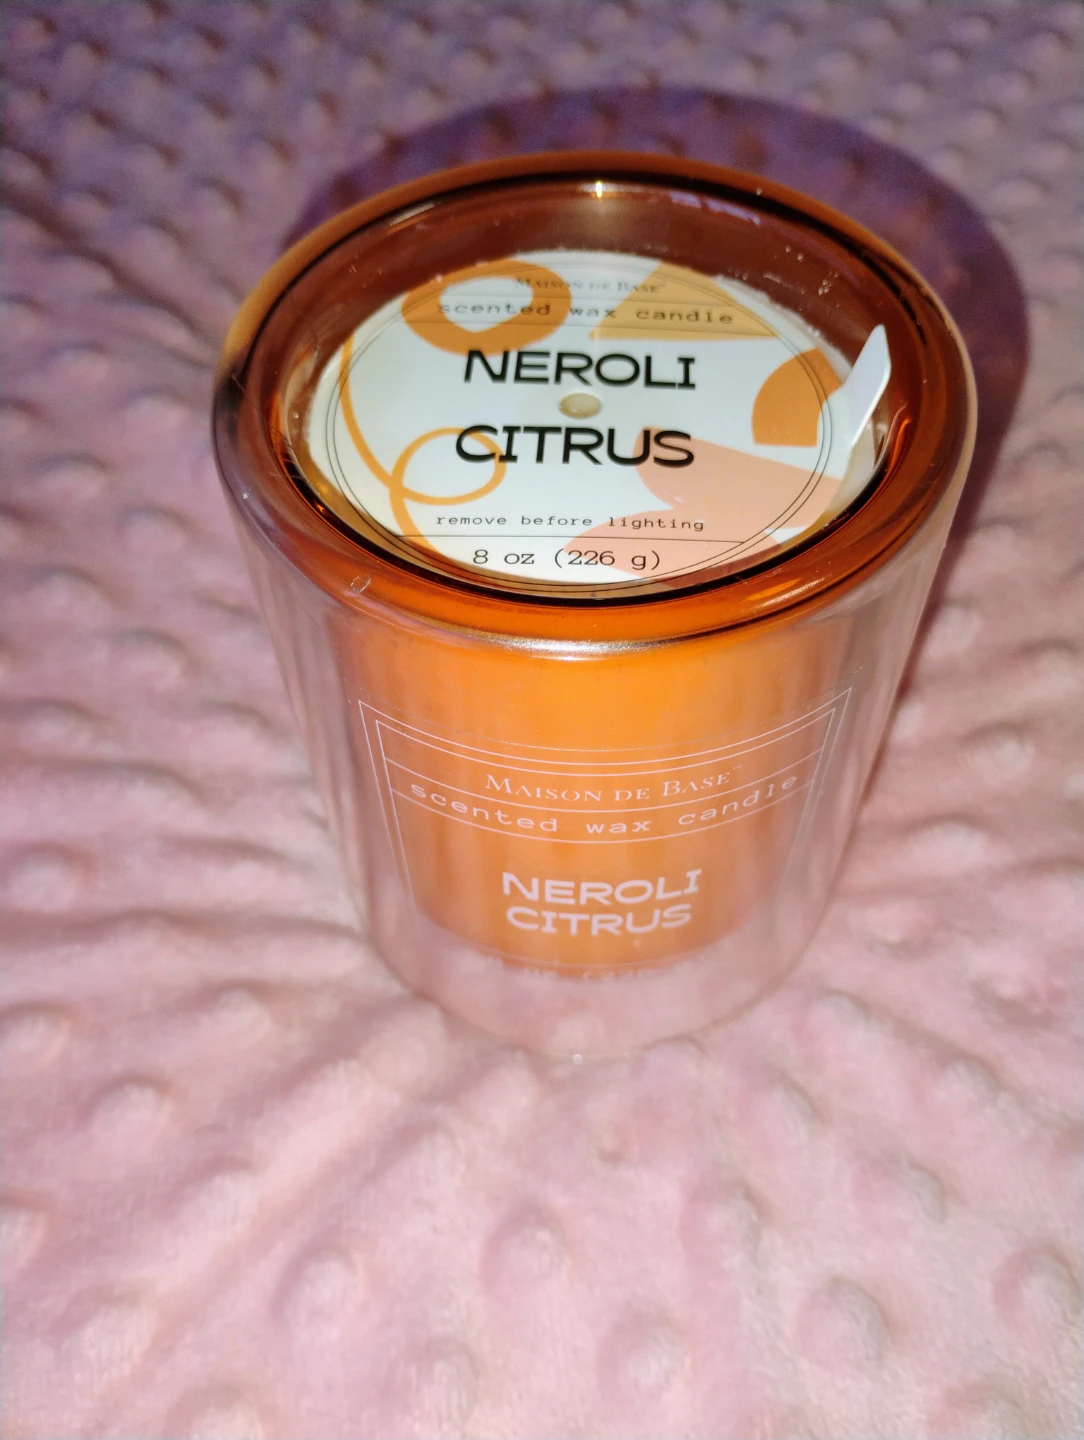 MAISON DE BASE™
scented wax candle
NEROLI
CITRUS
remove before lighting
8 oz (226 g)
MAISON DE BASE™
scented wax candle
NEROLI
CITRUS